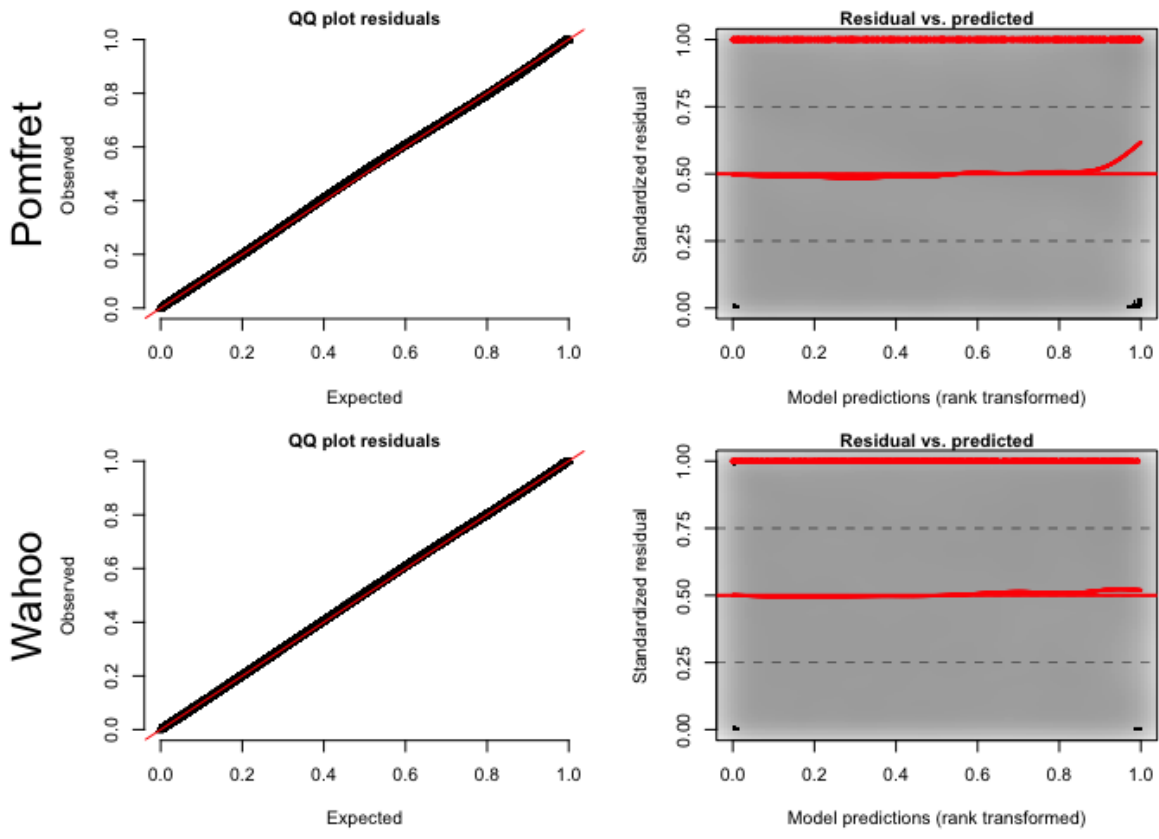 QQ plot residuals
Residual vs. predicted
Pomfret
Observed
0.0 0.2 0.4 0.6 0.8 1.0
0.0 0.2 0.4 0.6 0.8 1.0
Expected
Standardized residual
0.00 0.25 0.50 0.75 1.00
0.0 0.2 0.4 0.6 0.8 1.0
Model predictions (rank transformed)
QQ plot residuals
Residual vs. predicted
Wahoo
Observed
0.0 0.2 0.4 0.6 0.8 1.0
0.0 0.2 0.4 0.6 0.8 1.0
Expected
Standardized residual
0.00 0.25 0.50 0.75 1.00
0.0 0.2 0.4 0.6 0.8 1.0
Model predictions (rank transformed)